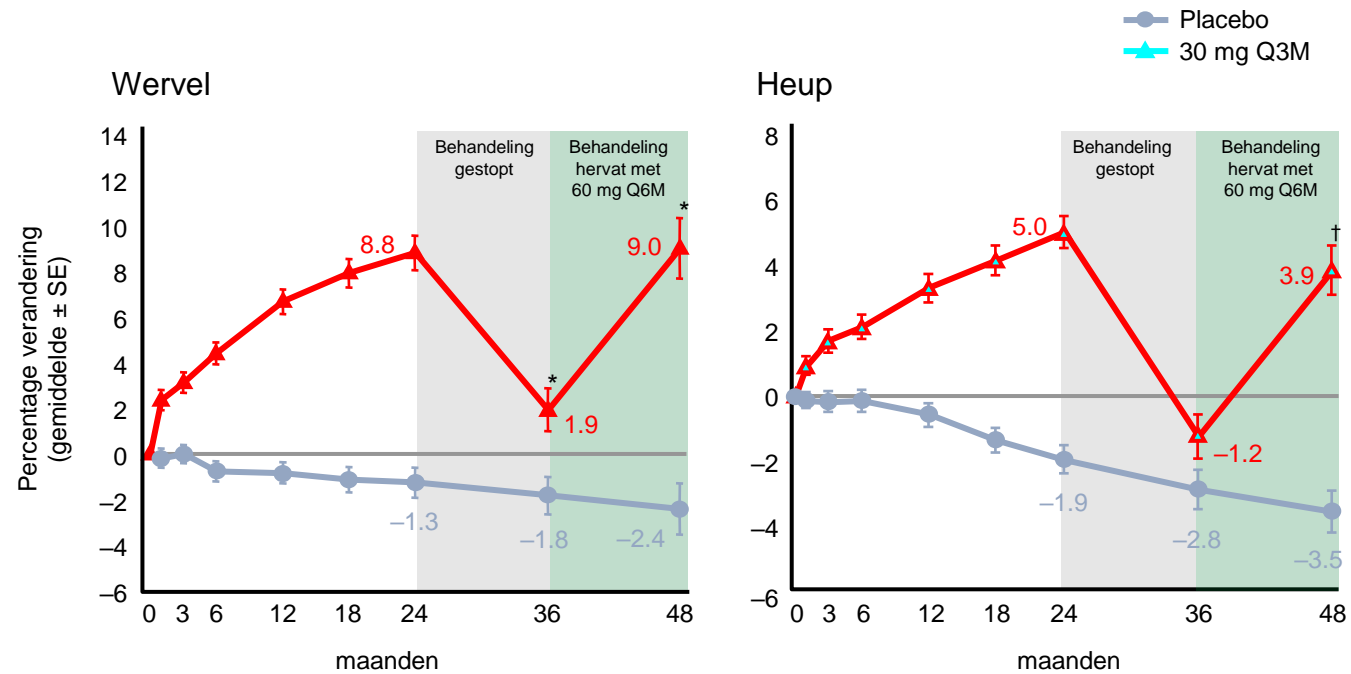 Placebo
30 mg Q3M
Wervel
Percentage verandering
(gemiddelde ± SE)
14
12
10
8
6
4
2
0
–2
–4
–6
Behandeling
gestopt
Behandeling
hervat met
60 mg Q6M
8.8
*
1.9
*
9.0
–1.3
–1.8
–2.4
0 3 6 12 18 24 36 48
maanden
Heup
8
6
4
2
0
–2
–4
–6
Behandeling
gestopt
Behandeling
hervat met
60 mg Q6M
5.0
†
3.9
–1.2
–1.9
–2.8
–3.5
0 3 6 12 18 24 36 48
maanden